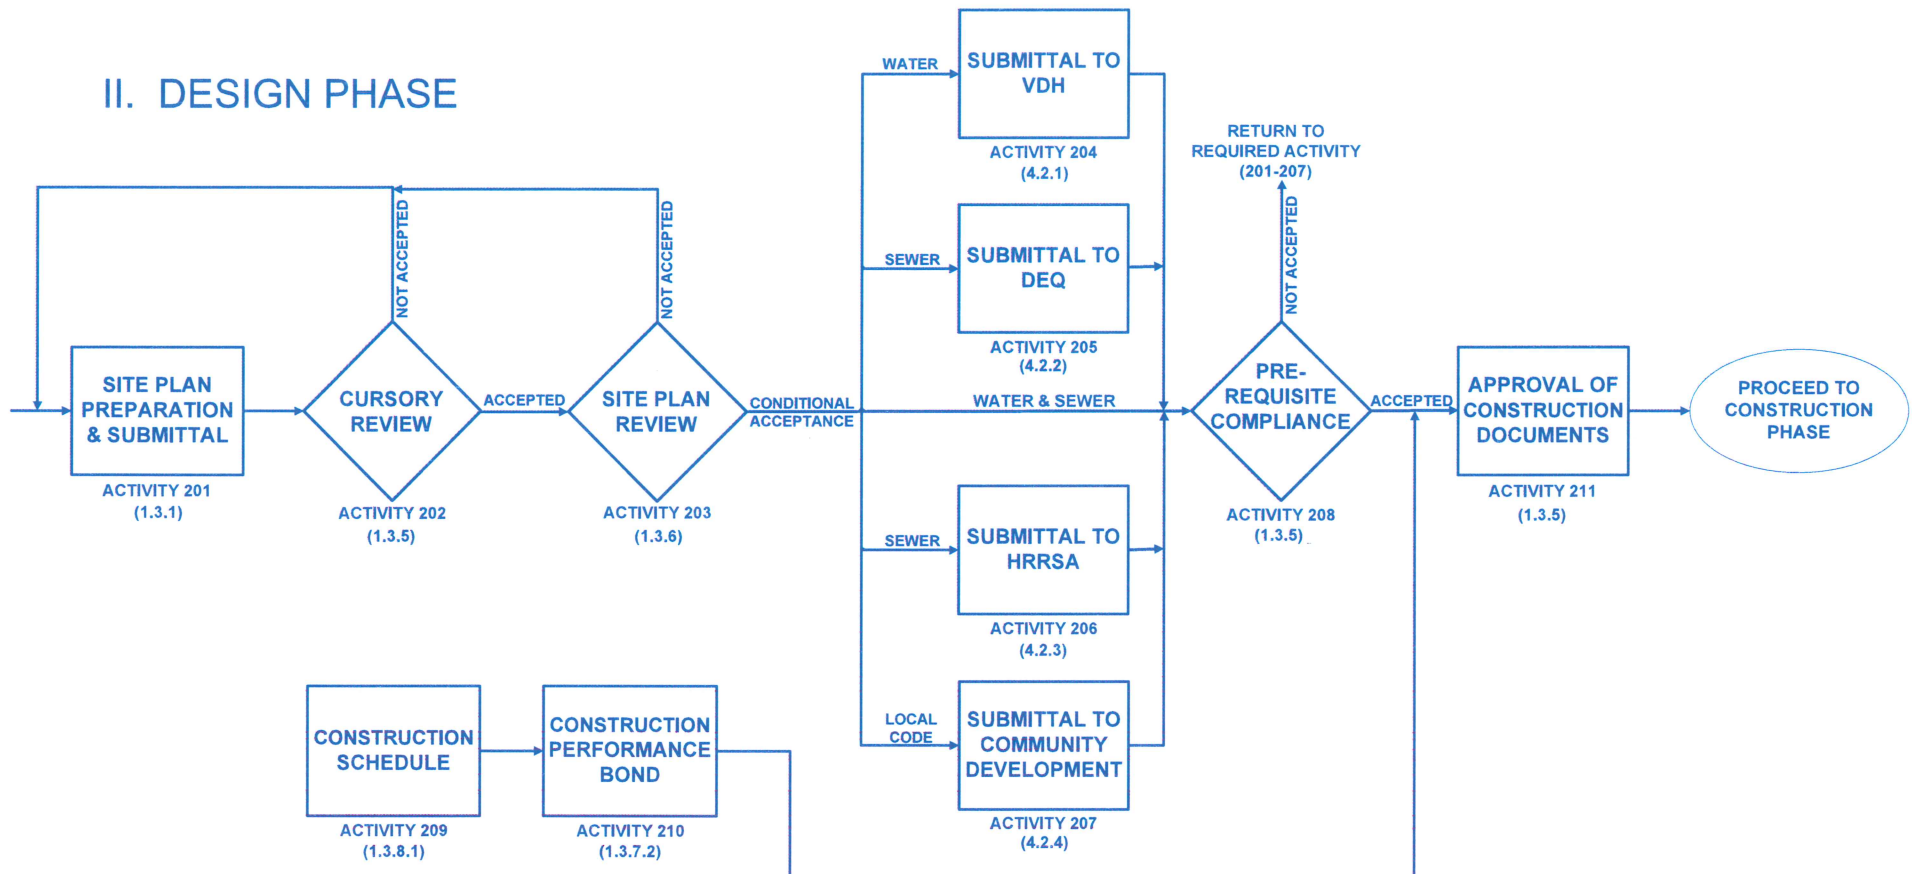 II. DESIGN PHASE
WATER
SUBMITTAL TO
VDH
ACTIVITY 204
(4.2.1)
RETURN TO
REQUIRED ACTIVITY
(201-207)
NOT ACCEPTED
NOT ACCEPTED
NOT ACCEPTED
SEWER
SUBMITTAL TO
DEQ
ACTIVITY 205
(4.2.2)
SITE PLAN
PREPARATION
& SUBMITTAL
ACTIVITY 201
(1.3.1)
CURSORY
REVIEW
ACTIVITY 202
(1.3.5)
ACCEPTED
SITE PLAN
REVIEW
ACTIVITY 203
(1.3.6)
CONDITIONAL
ACCEPTANCE
WATER & SEWER
PRE-
REQUISITE
COMPLIANCE
ACTIVITY 208
(1.3.5)
ACCEPTED
APPROVAL OF
CONSTRUCTION
DOCUMENTS
ACTIVITY 211
(1.3.5)
PROCEED TO
CONSTRUCTION
PHASE
SEWER
SUBMITTAL TO
HRRSA
ACTIVITY 206
(4.2.3)
CONSTRUCTION
SCHEDULE
ACTIVITY 209
(1.3.8.1)
CONSTRUCTION
PERFORMANCE
BOND
ACTIVITY 210
(1.3.7.2)
LOCAL
CODE
SUBMITTAL TO
COMMUNITY
DEVELOPMENT
ACTIVITY 207
(4.2.4)